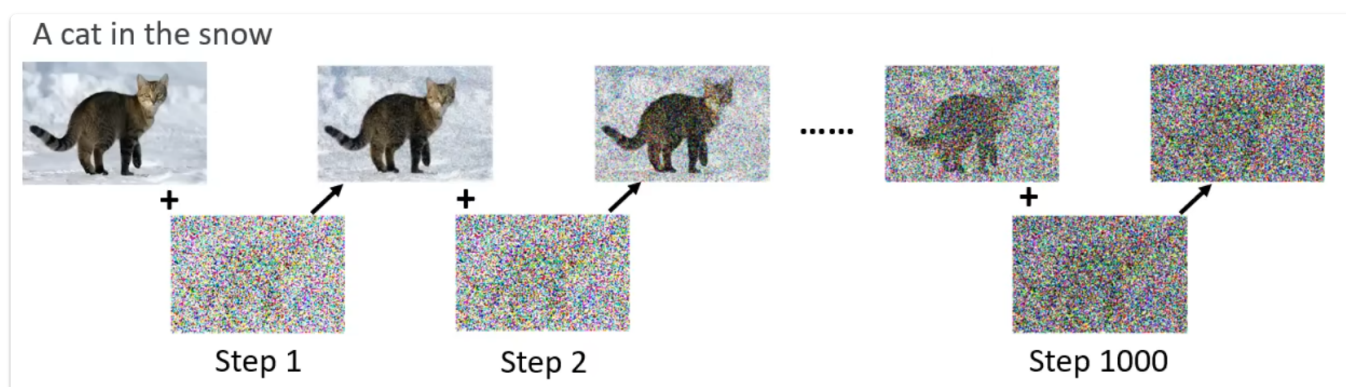 A cat in the snow
+
+
……
+
Step 1
Step 2
Step 1000